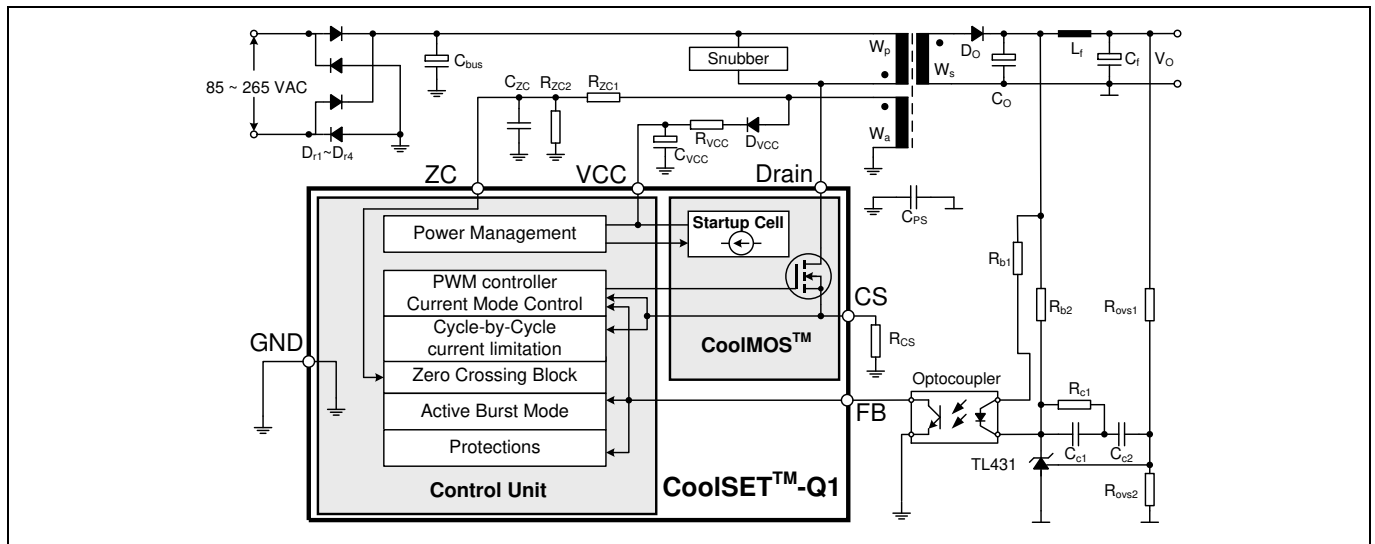 85 ~ 265 VAC
Dr1~Dr4
Cbus
Snubber
Wp
Ws
Wa
DO
CO
Lf
Cf
VO
CZC
RZC2
RZC1
CVCC
RVCC
DVCC
ZC
VCC
Drain
CPS
Power Management
Startup Cell
PWM controller
Current Mode Control
Cycle-by-Cycle
current limitation
Zero Crossing Block
Active Burst Mode
Protections
Control Unit
CoolMOS™
CoolSET™-Q1
GND
CS
RCS
FB
Optocoupler
Rb1
Rb2
Rovs1
Rc1
Cc1
Cc2
TL431
Rovs2